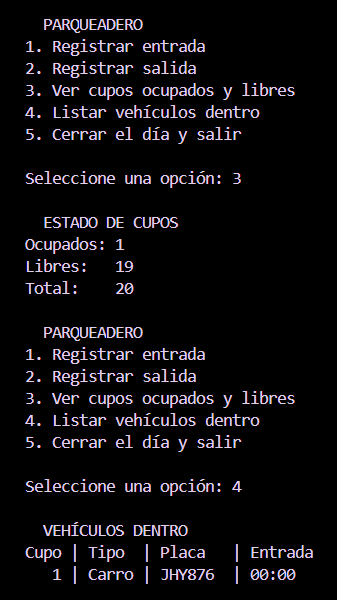 PARQUEADERO
1. Registrar entrada
2. Registrar salida
3. Ver cupos ocupados y libres
4. Listar vehículos dentro
5. Cerrar el día y salir
Seleccione una opción: 3
ESTADO DE CUPOS
Ocupados: 1
Libres:   19
Total:    20
PARQUEADERO
1. Registrar entrada
2. Registrar salida
3. Ver cupos ocupados y libres
4. Listar vehículos dentro
5. Cerrar el día y salir
Seleccione una opción: 4
VEHÍCULOS DENTRO
Cupo | Tipo  | Placa   | Entrada
1 | Carro | JHY876  | 00:00